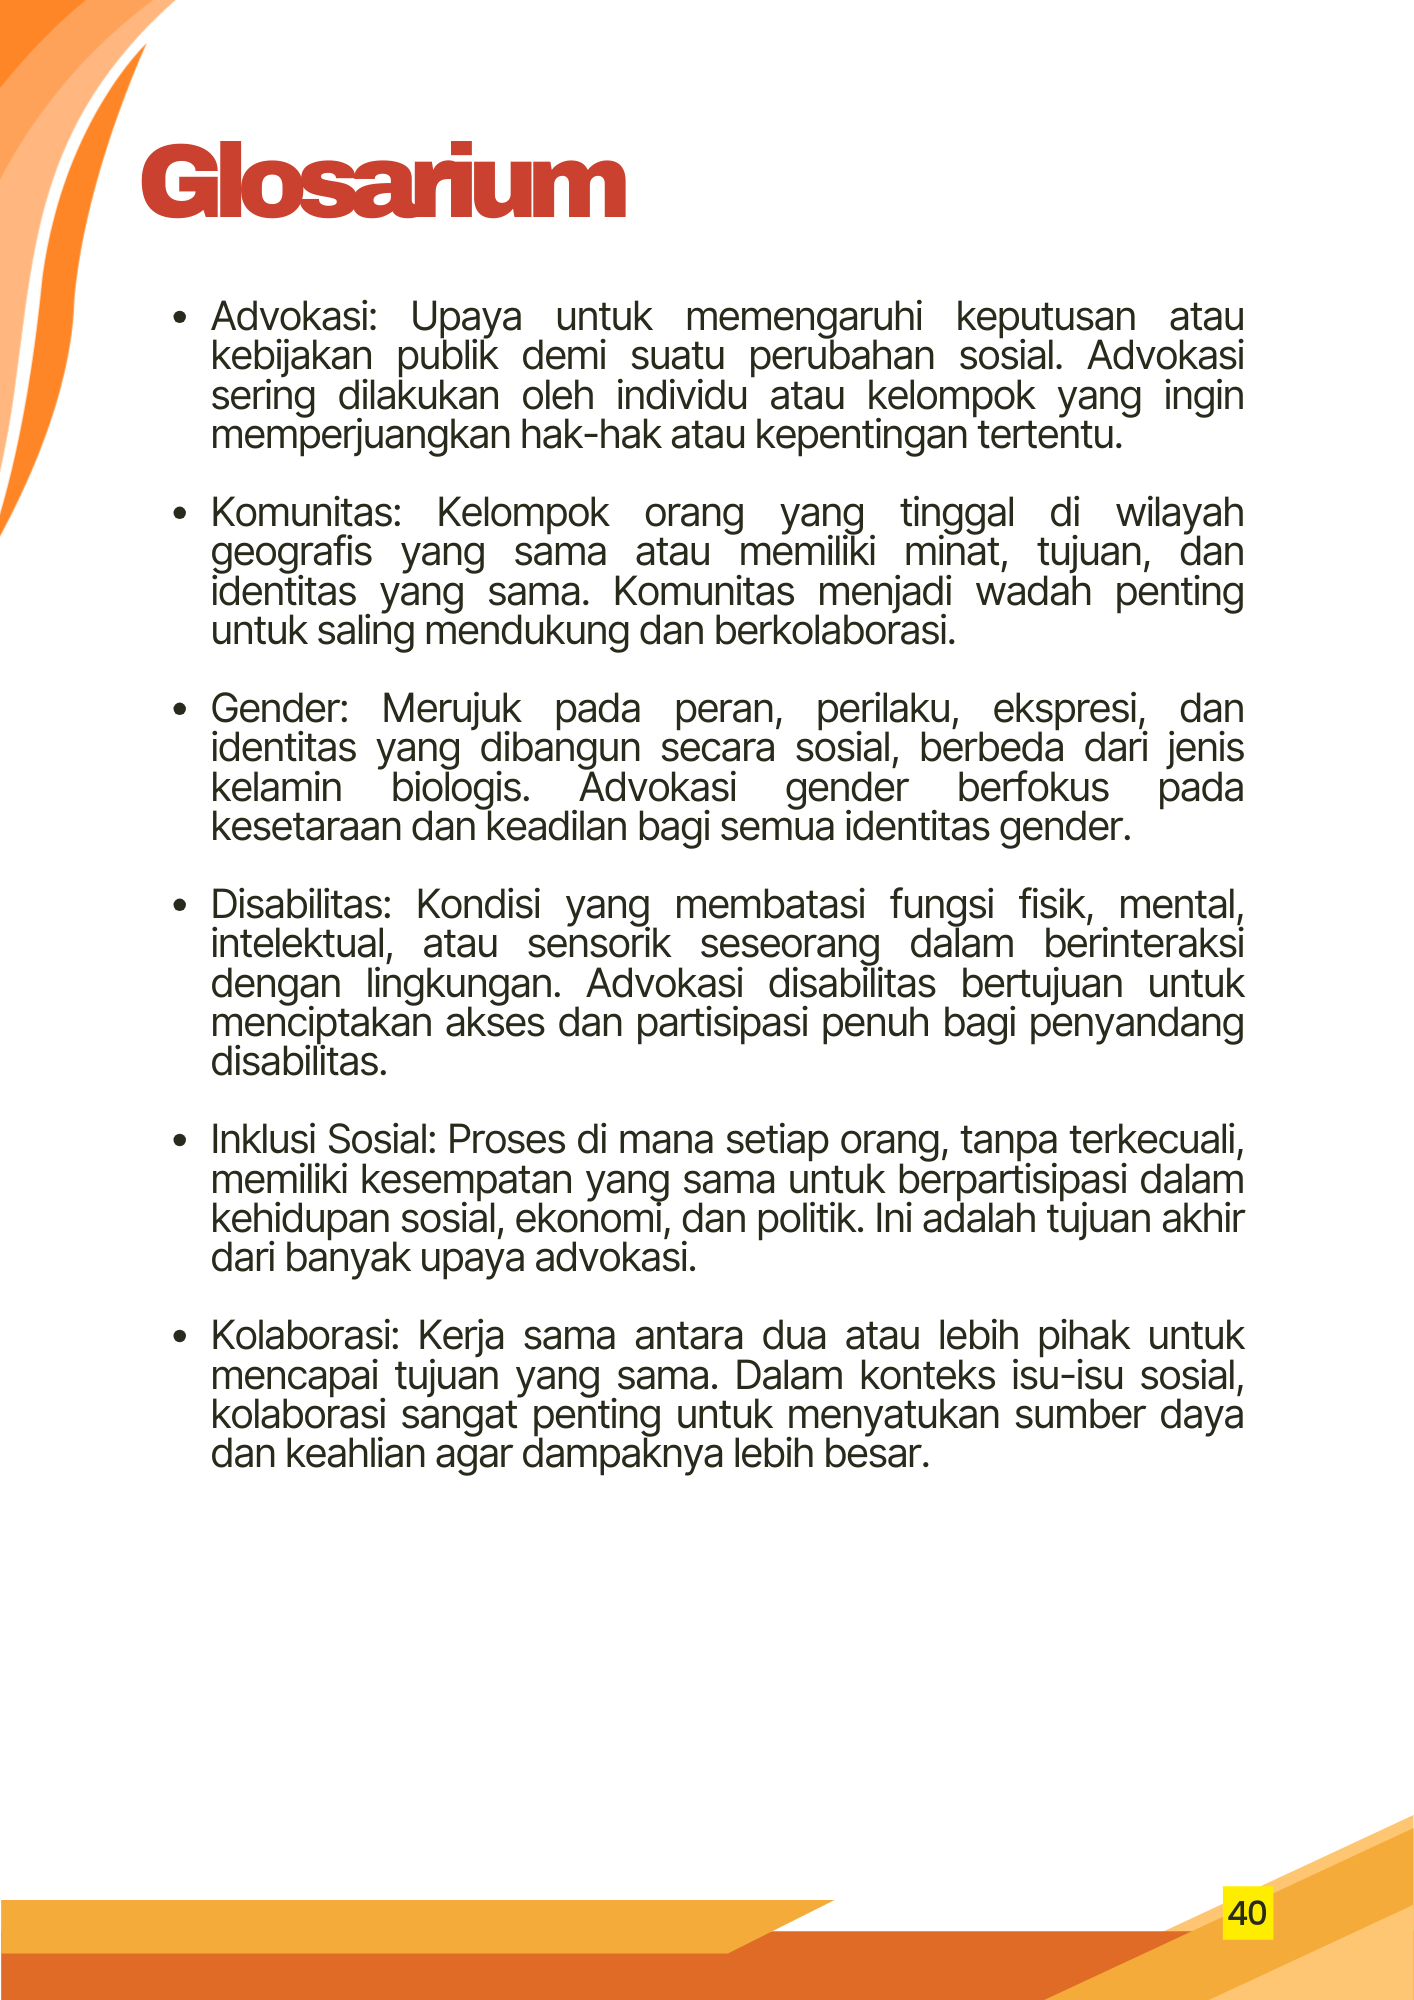 Glosarium
• Advokasi: Upaya untuk memengaruhi keputusan atau
kebijakan publik demi suatu perubahan sosial. Advokasi
sering dilakukan oleh individu atau kelompok yang ingin
memperjuangkan hak-hak atau kepentingan tertentu.
• Komunitas: Kelompok orang yang tinggal di wilayah
geografis yang sama atau memiliki minat, tujuan, dan
identitas yang sama. Komunitas menjadi wadah penting
untuk saling mendukung dan berkolaborasi.
• Gender: Merujuk pada peran, perilaku, ekspresi, dan
identitas yang dibangun secara sosial, berbeda dari jenis
kelamin biologis. Advokasi gender berfokus pada
kesetaraan dan keadilan bagi semua identitas gender.
• Disabilitas: Kondisi yang membatasi fungsi fisik, mental,
intelektual, atau sensorik seseorang dalam berinteraksi
dengan lingkungan. Advokasi disabilitas bertujuan untuk
menciptakan akses dan partisipasi penuh bagi penyandang
disabilitas.
• Inklusi Sosial: Proses di mana setiap orang, tanpa terkecuali,
memiliki kesempatan yang sama untuk berpartisipasi dalam
kehidupan sosial, ekonomi, dan politik. Ini adalah tujuan akhir
dari banyak upaya advokasi.
• Kolaborasi: Kerja sama antara dua atau lebih pihak untuk
mencapai tujuan yang sama. Dalam konteks isu-isu sosial,
kolaborasi sangat penting untuk menyatukan sumber daya
dan keahlian agar dampaknya lebih besar.
40